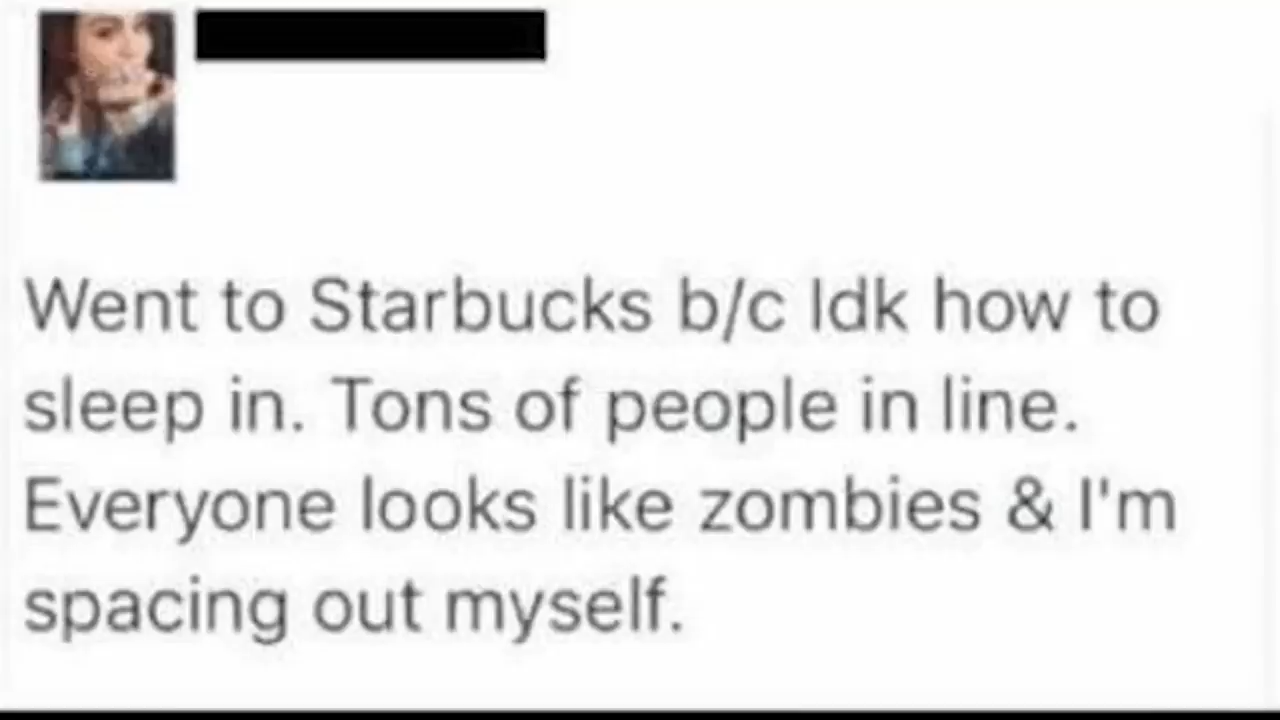 Went to Starbucks b/c Idk how to
sleep in. Tons of people in line.
Everyone looks like zombies & I'm
spacing out myself.